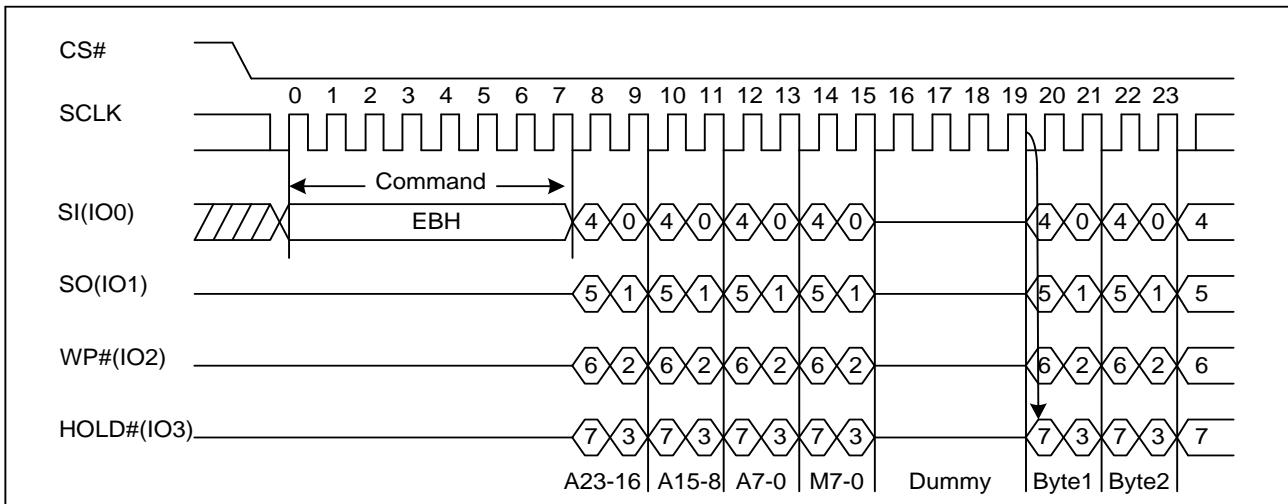 CS#
0 1 2 3 4 5 6 7 8 9 10 11 12 13 14 15 16 17 18 19 20 21 22 23
SCLK
Command
SI(IO0) EBH 4 0 4 0 4 0 4 0 4 0 4 0 4
SO(IO1) 5 1 5 1 5 1 5 1 5 1 5 1 5
WP#(IO2) 6 2 6 2 6 2 6 2 6 2 6 2 6
HOLD#(IO3) 7 3 7 3 7 3 7 3 7 3 7 3 7
A23-16 A15-8 A7-0 M7-0 Dummy Byte1 Byte2